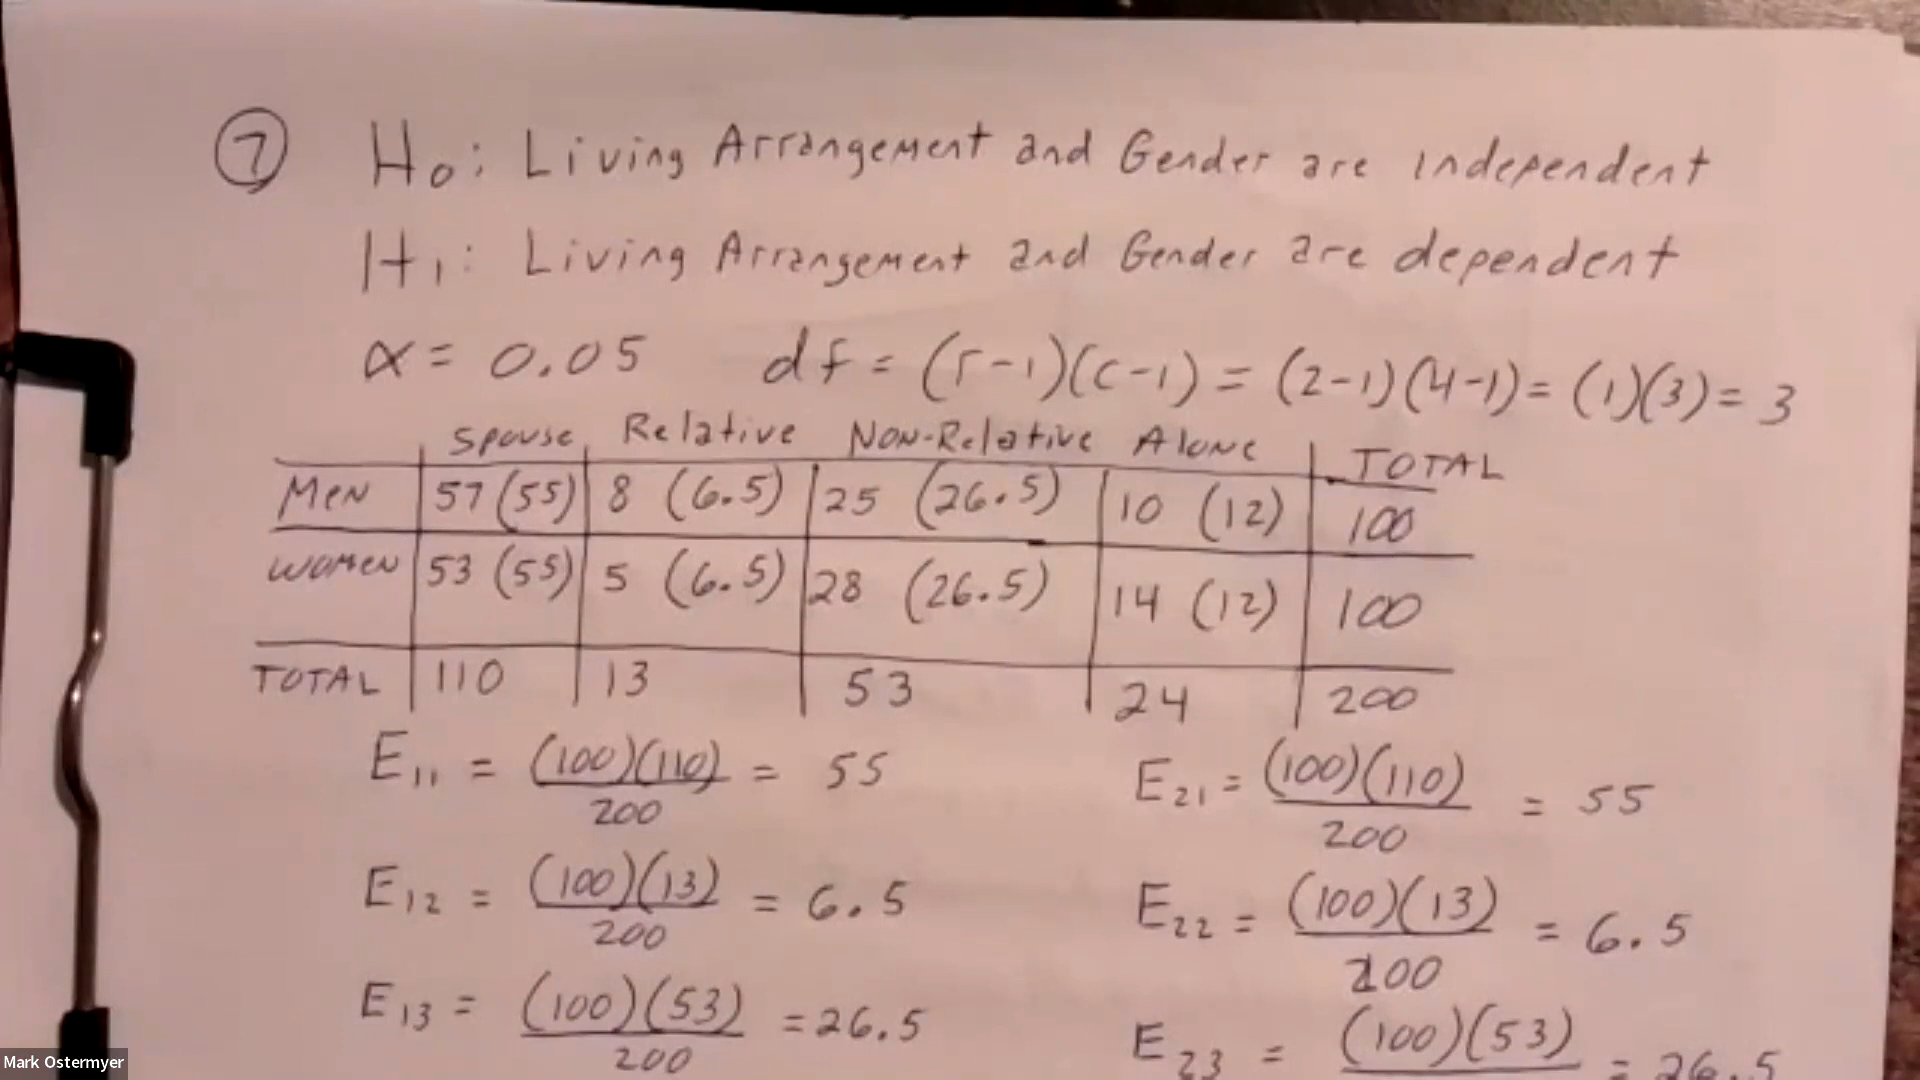 ⑦ H₀: Living Arrangement and Gender are independent
H₁: Living Arrangement and Gender are dependent
α = 0.05 df = (r-1)(c-1) = (2-1)(4-1) = (1)(3) = 3
Spouse Relative Non-Relative Alone TOTAL
Men 57 (55) 8 (6.5) 25 (26.5) 10 (12) 100
Women 53 (55) 5 (6.5) 28 (26.5) 14 (12) 100
TOTAL 110 13 53 24 200
E₁₁ = (100)(110)/200 = 55 E₂₁ = (100)(110)/200 = 55
E₁₂ = (100)(13)/200 = 6.5 E₂₂ = (100)(13)/200 = 6.5
E₁₃ = (100)(53)/200 = 26.5 E₂₃ = (100)(53) = 26.5
Mark Ostermyer